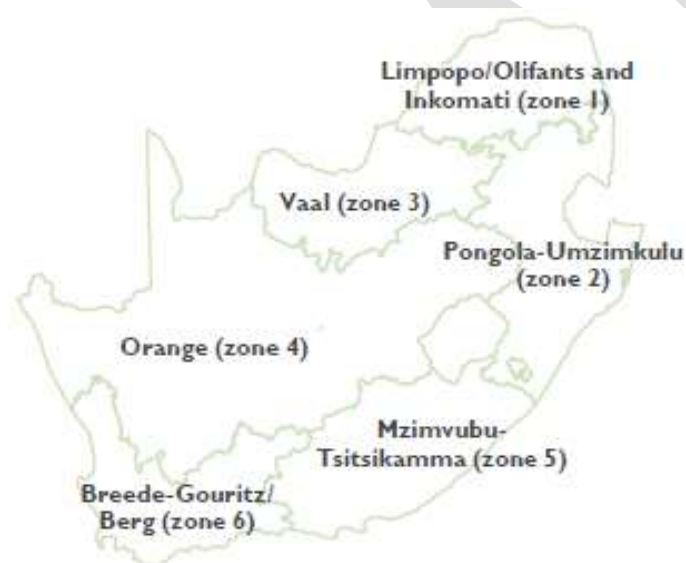 Limpopo/Olifants and
Inkomati (zone 1)
Vaal (zone 3)
Pongola-Umzimkulu
(zone 2)
Orange (zone 4)
Mzimvubu-
Tsitsikamma (zone 5)
Breede-Gouritz/
Berg (zone 6)